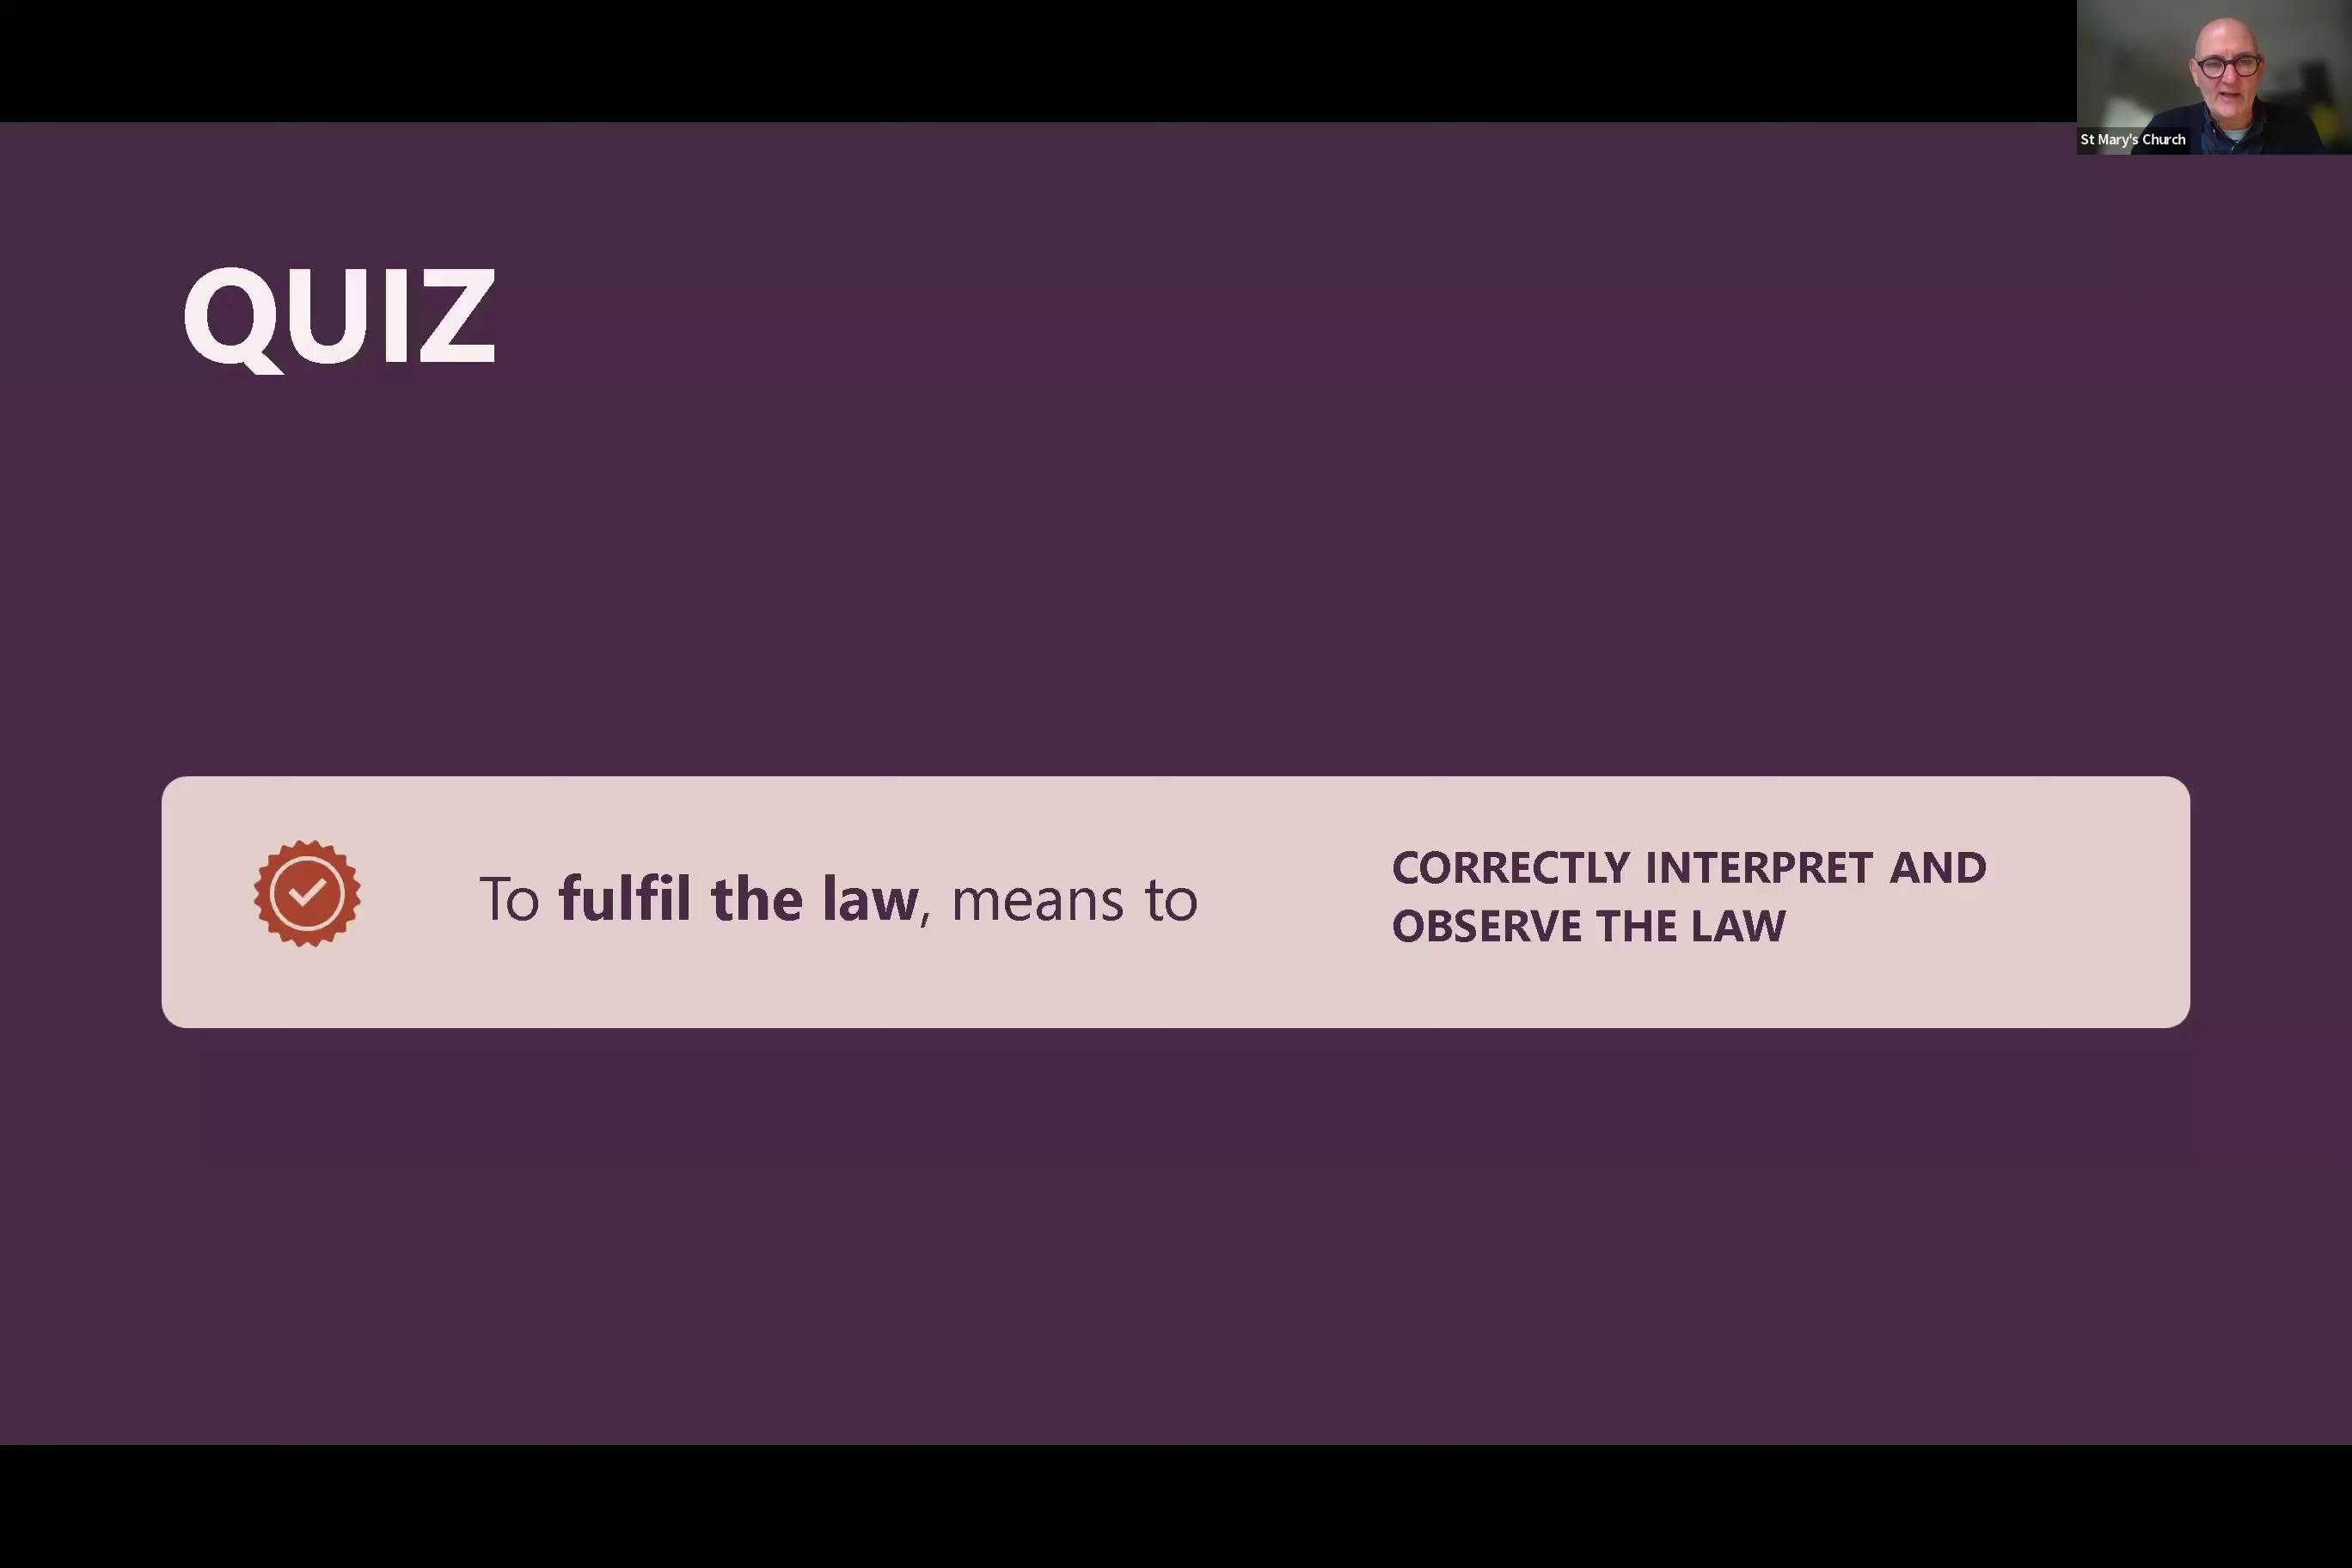 St Mary's Church
QUIZ
To fulfil the law, means to
CORRECTLY INTERPRET AND
OBSERVE THE LAW